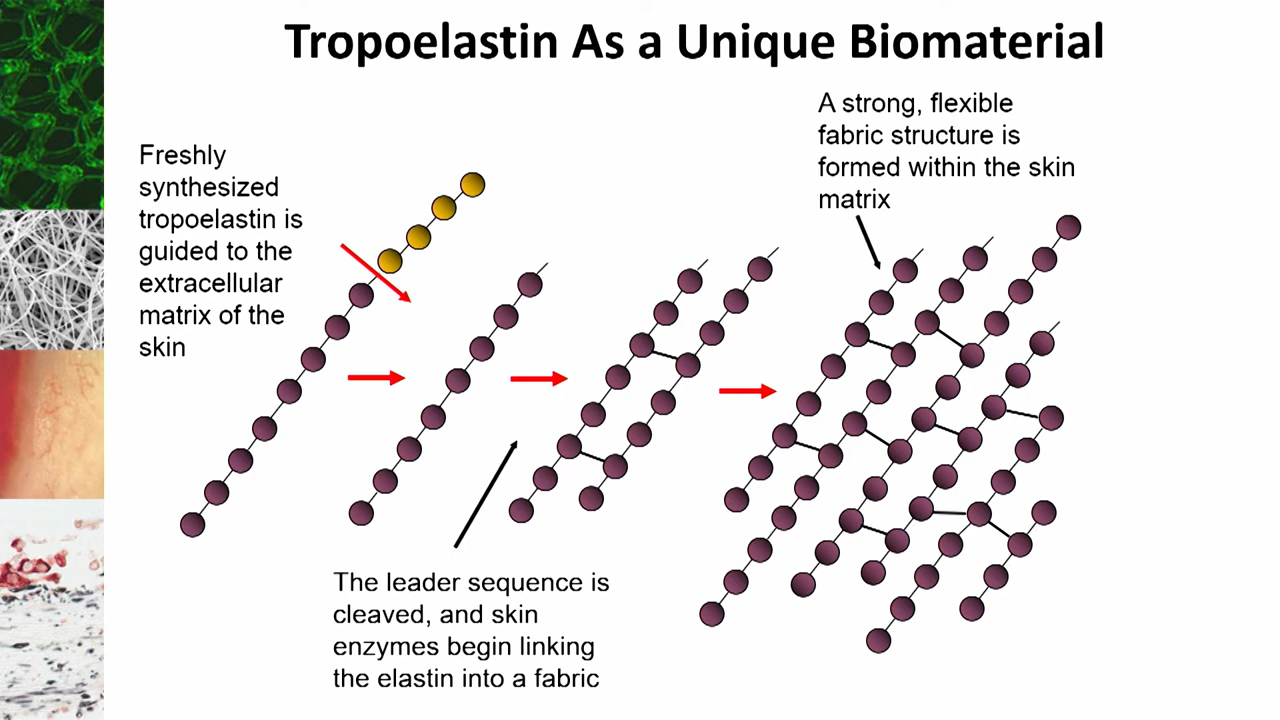 Tropoelastin As a Unique Biomaterial
Freshly
synthesized
tropoelastin is
guided to the
extracellular
matrix of the
skin
A strong, flexible
fabric structure is
formed within the skin
matrix
The leader sequence is
cleaved, and skin
enzymes begin linking
the elastin into a fabric